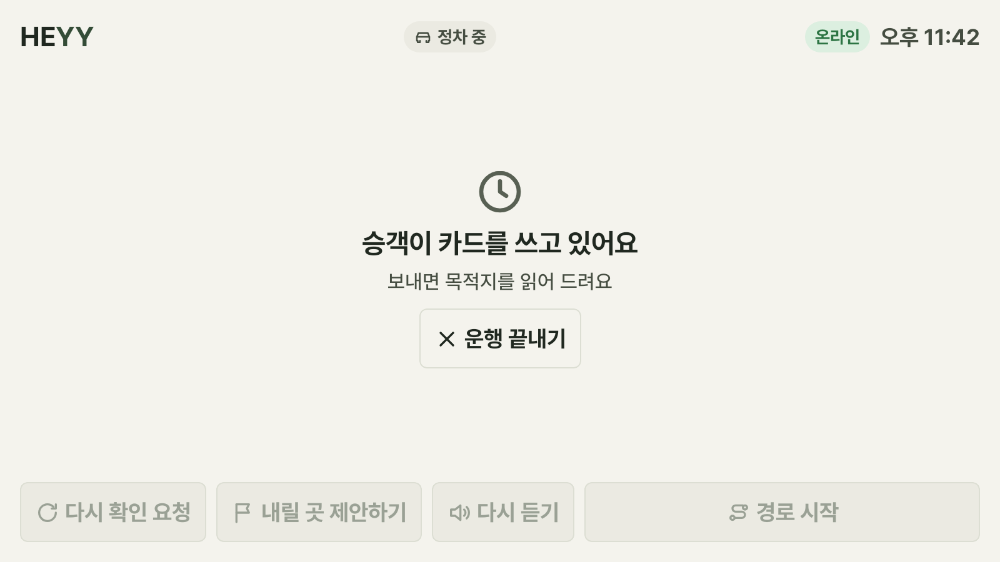 HEYY
정차 중
온라인
오후 11:42
승객이 카드를 쓰고 있어요
보내면 목적지를 읽어 드려요
운행 끝내기
다시 확인 요청
내릴 곳 제안하기
다시 듣기
경로 시작